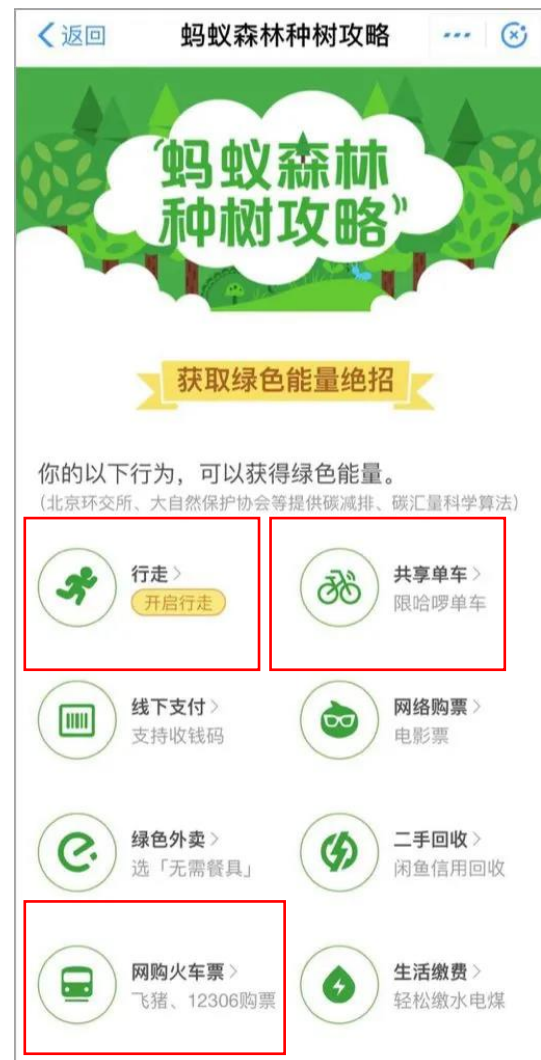 返回
蚂蚁森林种树攻略
“蚂蚁森林
种树攻略”
获取绿色能量绝招
你的以下行为，可以获得绿色能量。
（北京环交所、大自然保护协会等提供碳减排、碳汇量科学算法）
行走
开启行走
共享单车
限哈啰单车
线下支付
支持收钱码
网络购票
电影票
绿色外卖
选「无需餐具」
二手回收
闲鱼信用回收
网购火车票
飞猪、12306购票
生活缴费
轻松缴水电煤